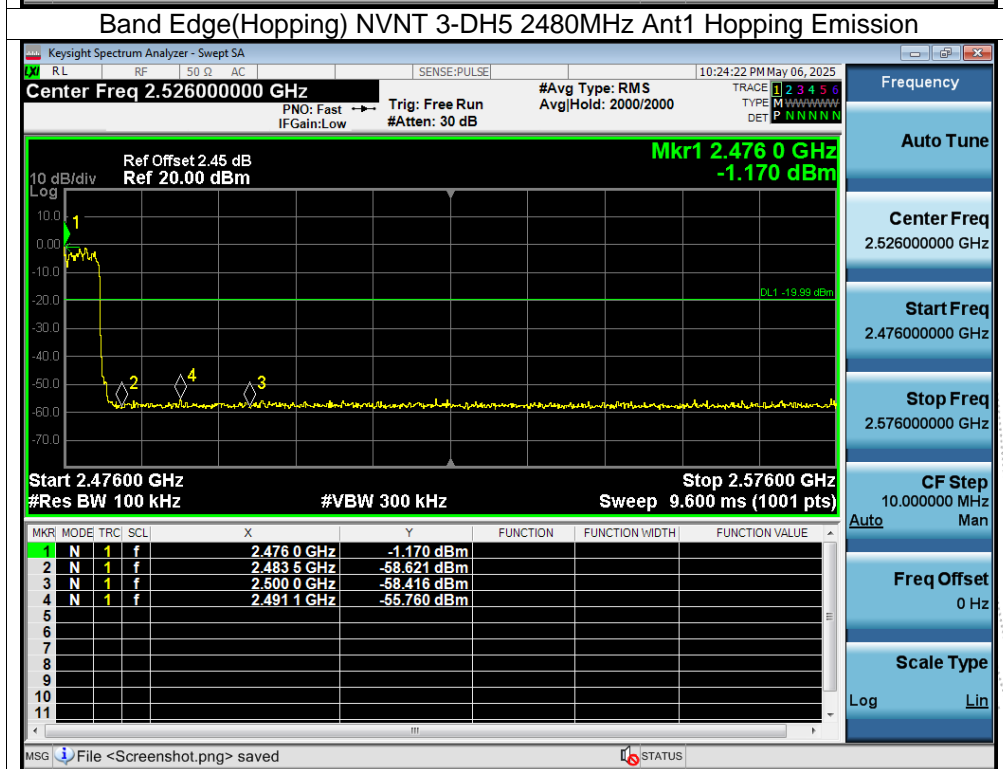 Band Edge(Hopping) NVNT 3-DH5 2480MHz Ant1 Hopping Emission
Keysight Spectrum Analyzer - Swept SA
LXI RL RF 50 Ω AC SENSE:PULSE 10:24:22 PM May 06, 2025
Center Freq 2.526000000 GHz #Avg Type: RMS TRACE 1 2 3 4 5 6
PNO: Fast Trig: Free Run Avg|Hold: 2000/2000 TYPE M WWWWW
IFGain:Low #Atten: 30 dB DET P N N N N N
Frequency
Auto Tune
Center Freq
2.526000000 GHz
Start Freq
2.476000000 GHz
Stop Freq
2.576000000 GHz
CF Step
10.000000 MHz
Auto Man
Freq Offset
0 Hz
Scale Type
Log Lin
Mkr1 2.476 0 GHz
-1.170 dBm
Ref Offset 2.45 dB
10 dB/div Ref 20.00 dBm
Log
10.0
0.00
-10.0
-20.0
-30.0
-40.0
-50.0
-60.0
-70.0
1
DL1 -19.99 dBm
2 4 3
Start 2.47600 GHz Stop 2.57600 GHz
#Res BW 100 kHz #VBW 300 kHz Sweep 9.600 ms (1001 pts)
MKR MODE TRC SCL X Y FUNCTION FUNCTION WIDTH FUNCTION VALUE
1 N 1 f 2.476 0 GHz -1.170 dBm
2 N 1 f 2.483 5 GHz -58.621 dBm
3 N 1 f 2.500 0 GHz -58.416 dBm
4 N 1 f 2.491 1 GHz -55.760 dBm
5
6
7
8
9
10
11
MSG File <Screenshot.png> saved STATUS